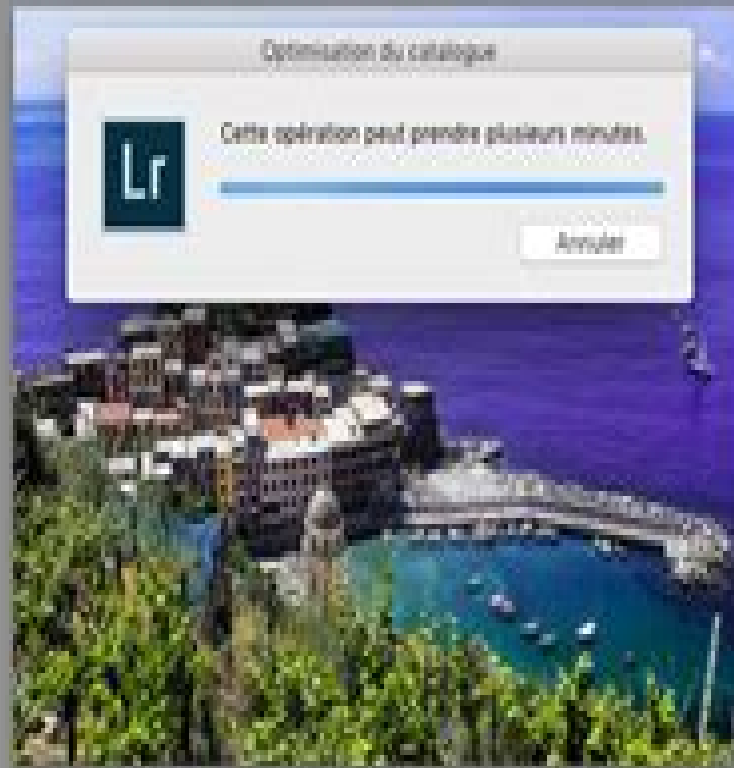 Optimisation du catalogue
Lr
Cette opération peut prendre plusieurs minutes.
Annuler